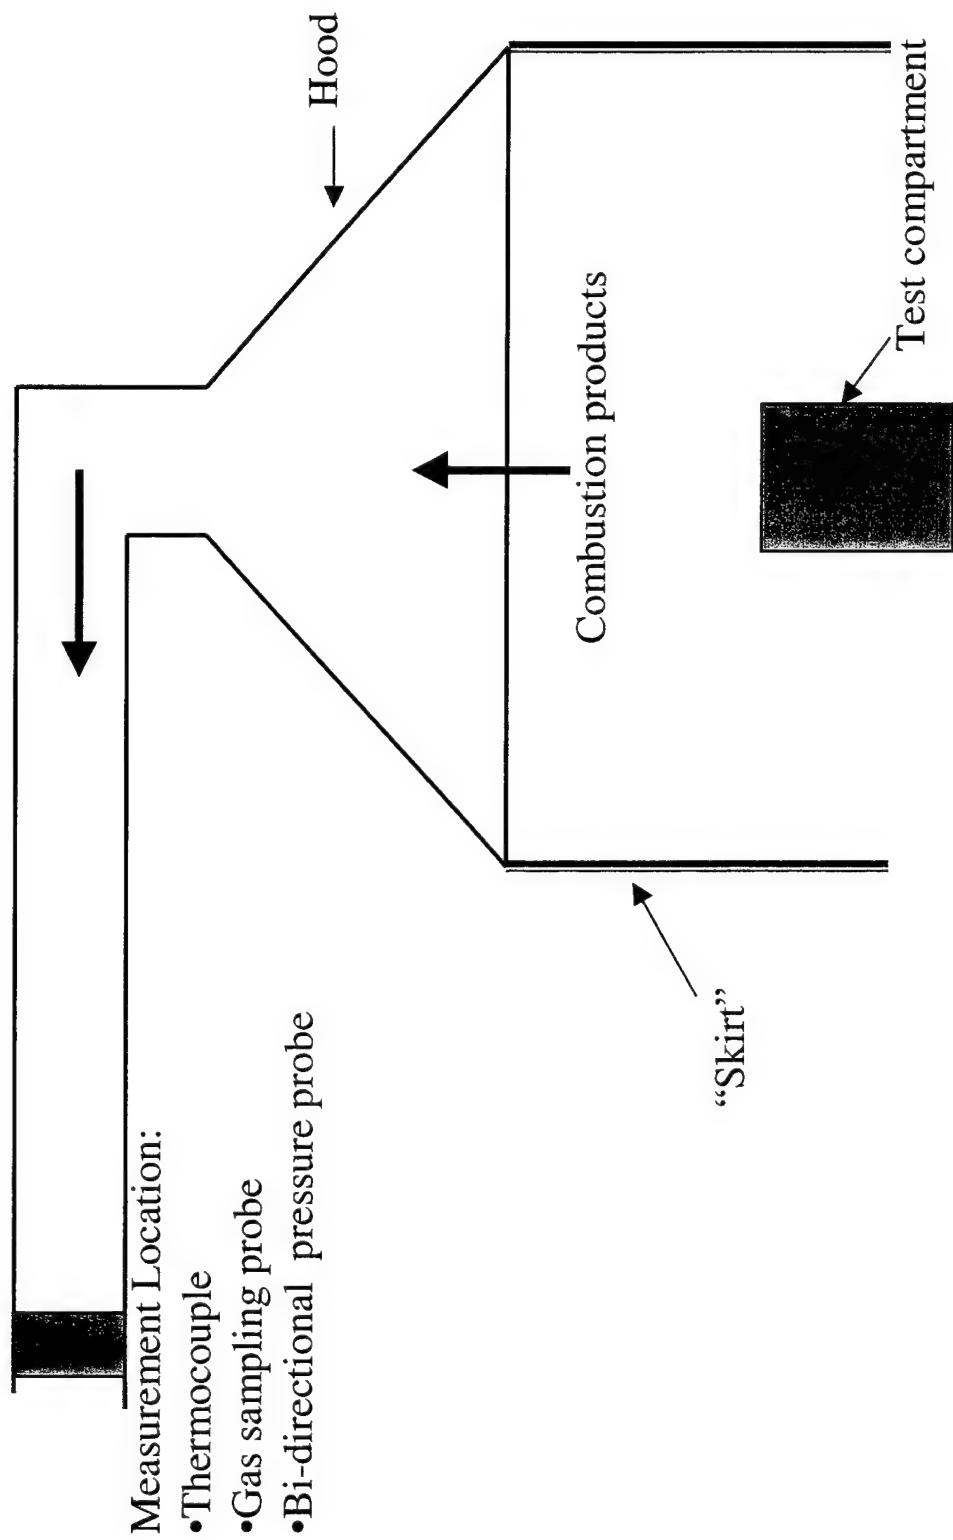 Measurement Location:
•Thermocouple
•Gas sampling probe
•Bi-directional pressure probe
Hood
Combustion products
“Skirt”
Test compartment